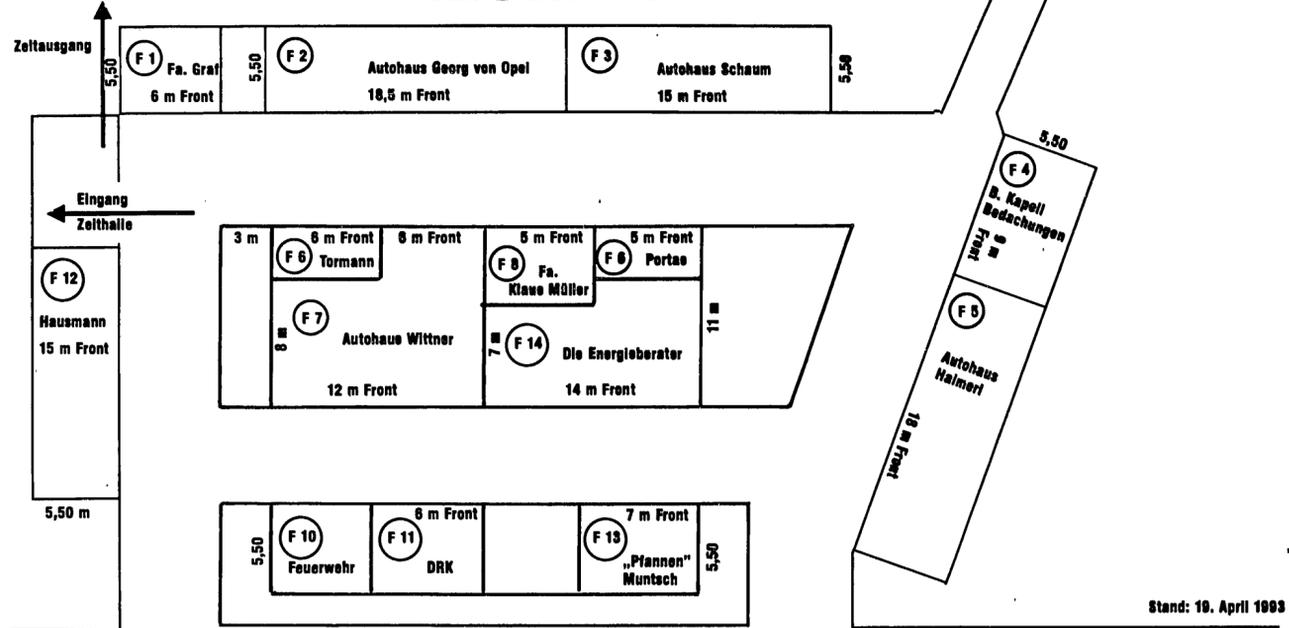 Zeltausgang
5,50
F 1
Fa. Graf
6 m Front
5,50
F 2
Autohaus Georg von Opel
18,5 m Front
F 3
Autohaus Schaum
15 m Front
5,50
Eingang
Zelthalle
5,50
F 4
B. Kapell
Bedachungen
9 m
Front
3 m
6 m Front
F 6
Tormann
6 m Front
5 m Front
F 8
Fa.
Klaus Müller
5 m Front
F 6
Portas
11 m
F 12
Hausmann
15 m Front
F 7
8 m
Autohaus Wittner
12 m Front
7 m
F 14
Die Energieberater
14 m Front
F 5
Autohaus
Haimerl
18 m Front
5,50 m
5,50
F 10
Feuerwehr
6 m Front
F 11
DRK
7 m Front
F 13
„Pfannen"
Muntsch
5,50
Stand: 19. April 1993